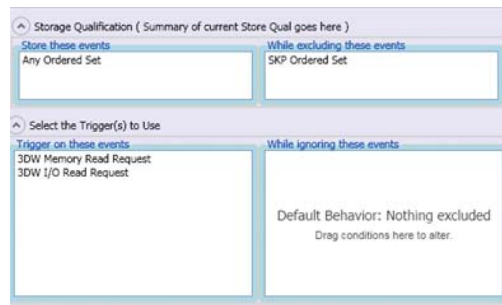 Storage Qualification ( Summary of current Store Qual goes here )
Store these events
While excluding these events
Any Ordered Set
SKP Ordered Set
Select the Trigger(s) to Use
Trigger on these events
While ignoring these events
3DW Memory Read Request
3DW I/O Read Request
Default Behavior: Nothing excluded
Drag conditions here to alter.